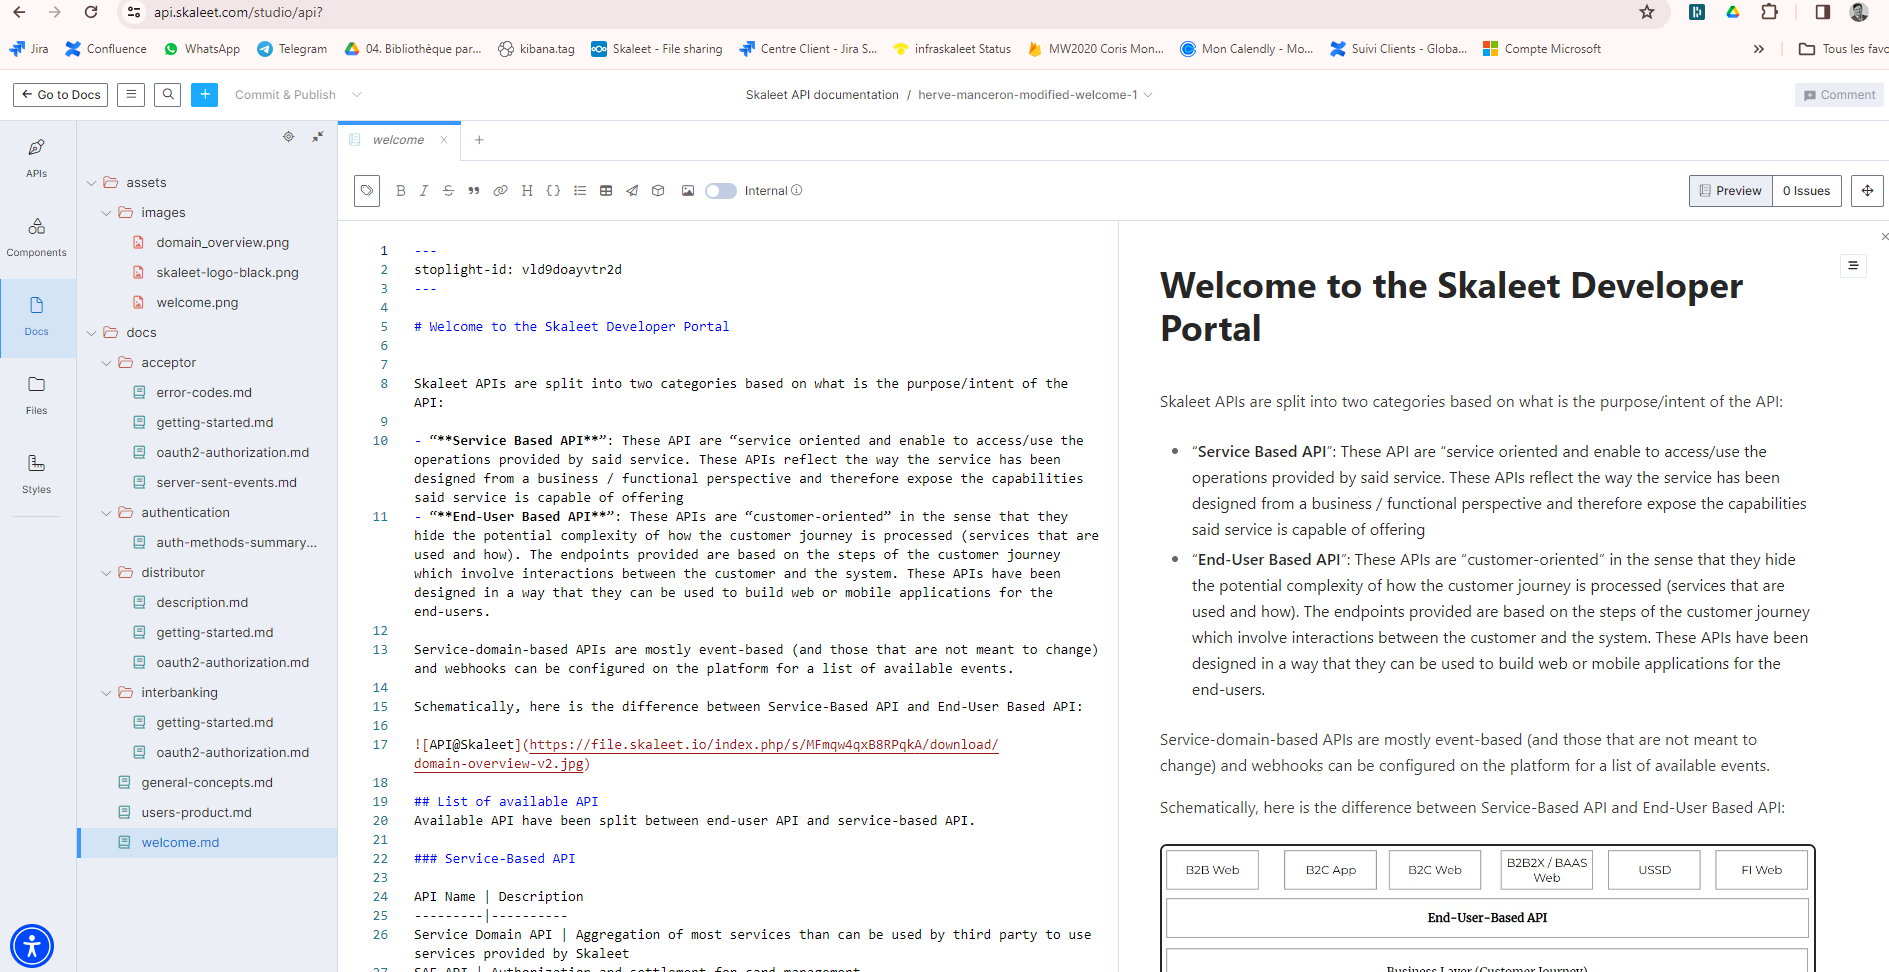 api.skaleet.com/studio/api?
Jira Confluence WhatsApp Telegram 04. Bibliothèque par... kibana.tag Skaleet - File sharing Centre Client - Jira S... infraskaleet Status MW2020 Coris Mon... Mon Calendly - Mo... Suivi Clients - Globa... Compte Microsoft » Tous les favo
Go to Docs Commit & Publish Skaleet API documentation / herve-manceron-modified-welcome-1 Comment
APIs
Components
Docs
Files
Styles
assets
images
domain_overview.png
skaleet-logo-black.png
welcome.png
docs
acceptor
error-codes.md
getting-started.md
oauth2-authorization.md
server-sent-events.md
authentication
auth-methods-summary...
distributor
description.md
getting-started.md
oauth2-authorization.md
interbanking
getting-started.md
oauth2-authorization.md
general-concepts.md
users-product.md
welcome.md
welcome
B I S H {} Internal Preview 0 Issues
1 ---
2 stoplight-id: vld9doayvtr2d
3 ---
4
5 # Welcome to the Skaleet Developer Portal
6
7
8 Skaleet APIs are split into two categories based on what is the purpose/intent of the
API:
9
10 - “**Service Based API**”: These API are “service oriented and enable to access/use the
operations provided by said service. These APIs reflect the way the service has been
designed from a business / functional perspective and therefore expose the capabilities
said service is capable of offering
11 - “**End-User Based API**”: These APIs are “customer-oriented” in the sense that they
hide the potential complexity of how the customer journey is processed (services that are
used and how). The endpoints provided are based on the steps of the customer journey
which involve interactions between the customer and the system. These APIs have been
designed in a way that they can be used to build web or mobile applications for the
end-users.
12
13 Service-domain-based APIs are mostly event-based (and those that are not meant to change)
and webhooks can be configured on the platform for a list of available events.
14
15 Schematically, here is the difference between Service-Based API and End-User Based API:
16
17 ![API@Skaleet](https://file.skaleet.io/index.php/s/MFmqw4qxB8RPqkA/download/
domain-overview-v2.jpg)
18
19 ## List of available API
20 Available API have been split between end-user API and service-based API.
21
22 ### Service-Based API
23
24 API Name | Description
25 ---------|----------
26 Service Domain API | Aggregation of most services than can be used by third party to use
services provided by Skaleet
27 SAF API | Authorization and settlement for card management
Welcome to the Skaleet Developer
Portal
Skaleet APIs are split into two categories based on what is the purpose/intent of the API:
• “Service Based API”: These API are “service oriented and enable to access/use the
operations provided by said service. These APIs reflect the way the service has been
designed from a business / functional perspective and therefore expose the capabilities
said service is capable of offering
• “End-User Based API”: These APIs are “customer-oriented” in the sense that they hide
the potential complexity of how the customer journey is processed (services that are
used and how). The endpoints provided are based on the steps of the customer journey
which involve interactions between the customer and the system. These APIs have been
designed in a way that they can be used to build web or mobile applications for the
end-users.
Service-domain-based APIs are mostly event-based (and those that are not meant to
change) and webhooks can be configured on the platform for a list of available events.
Schematically, here is the difference between Service-Based API and End-User Based API:
B2B Web
B2C App
B2C Web
B2B2X / BAAS
Web
USSD
FI Web
End-User-Based API
Business Layer (Customer Journey)